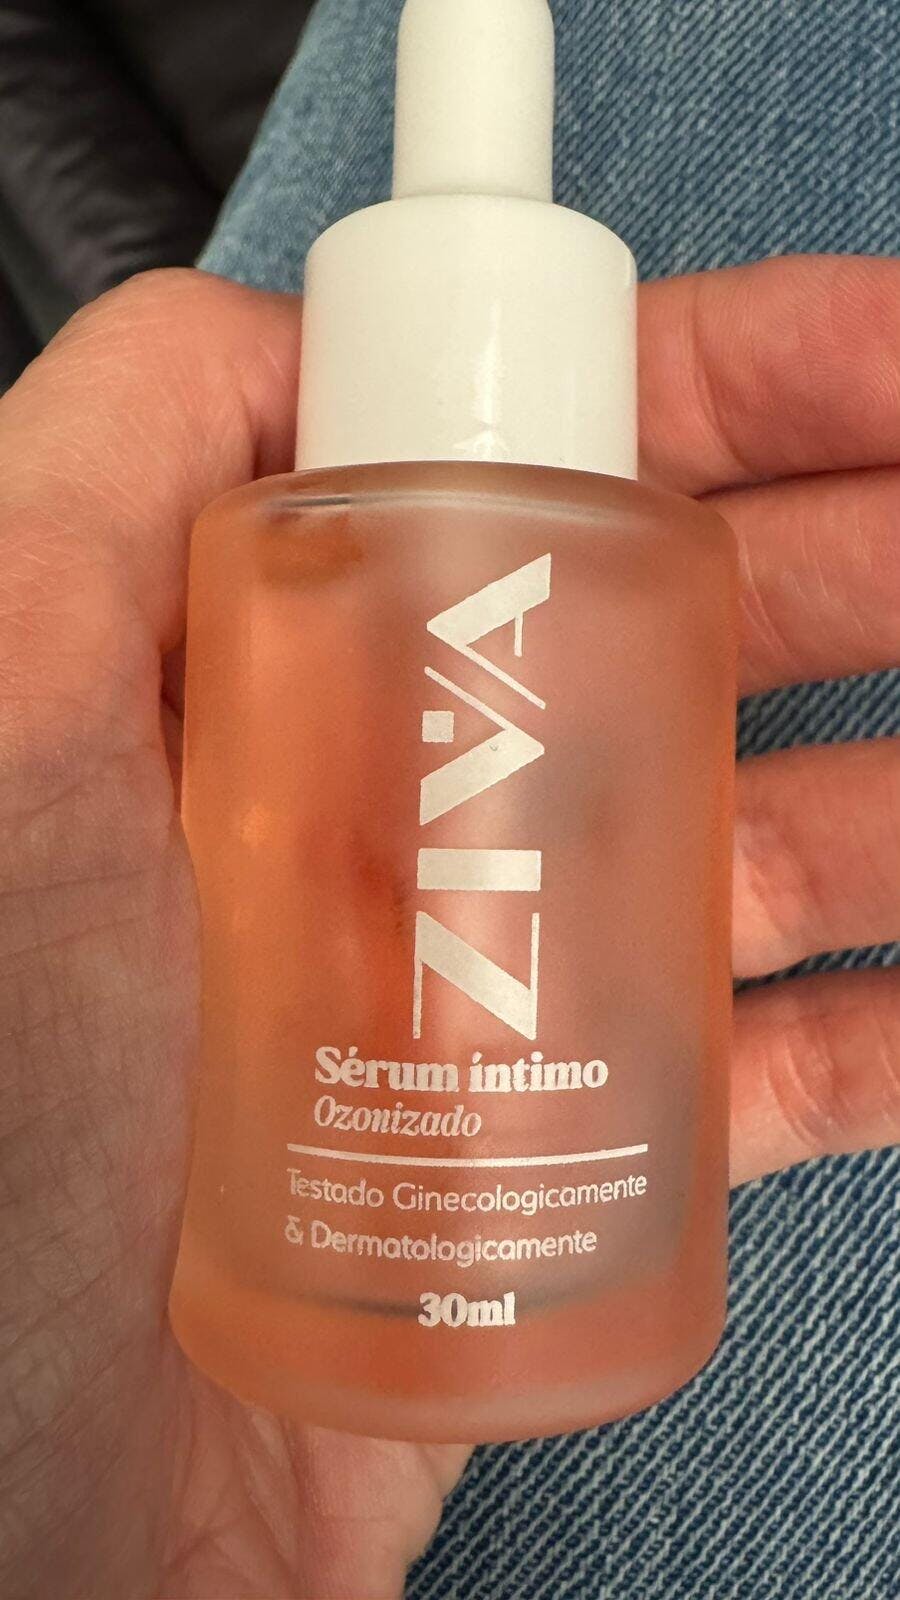 ZIVA
Sérum íntimo
Ozonizado
Testado Ginecologicamente
& Dermatologicamente
30ml